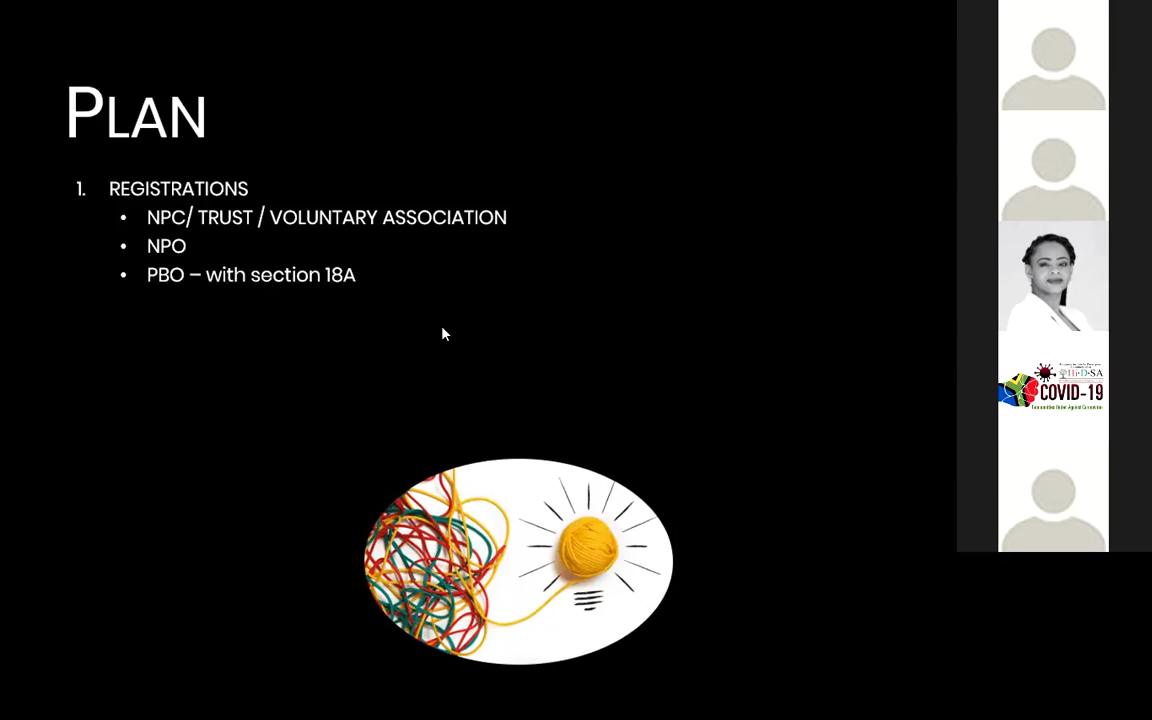 PLAN
1. REGISTRATIONS
• NPC/ TRUST / VOLUNTARY ASSOCIATION
• NPO
• PBO – with section 18A
COVID-19